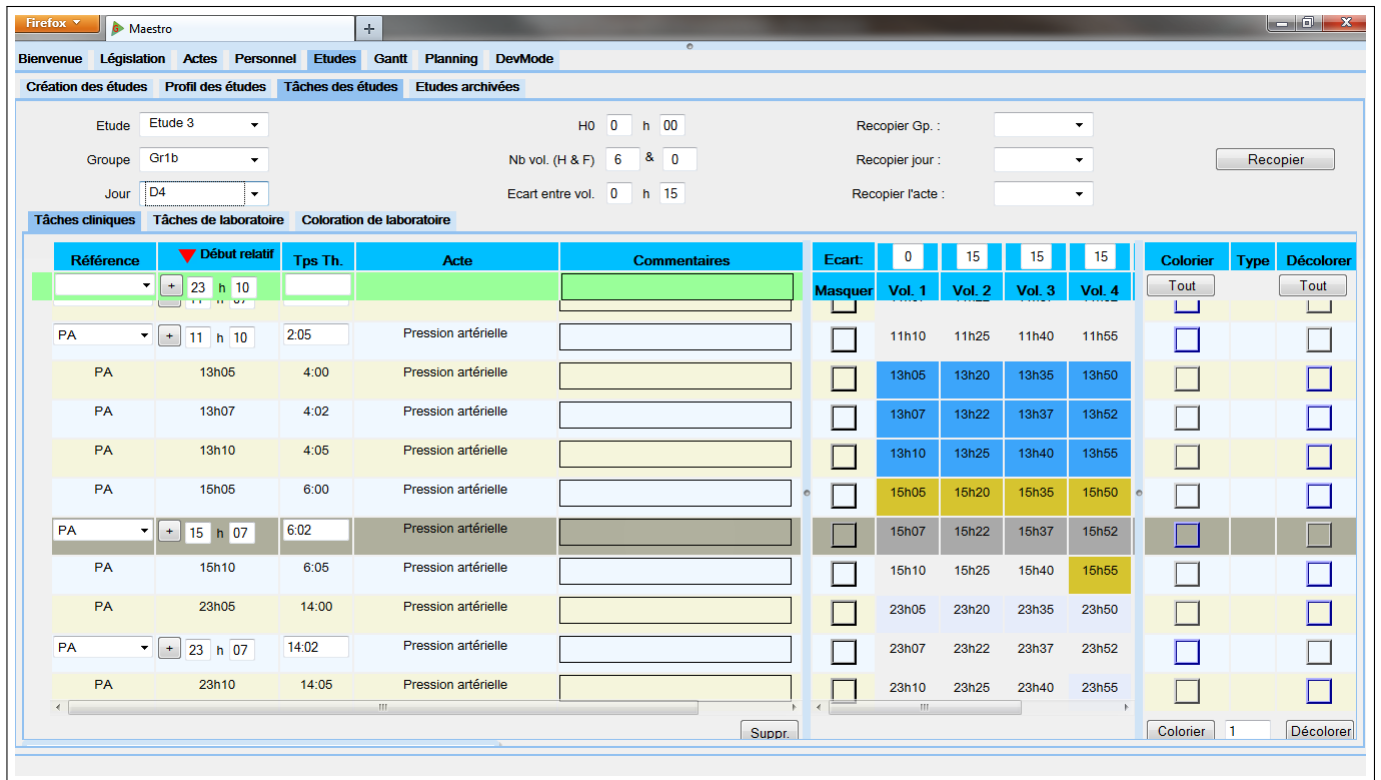 Firefox
Maestro
Bienvenue Législation Actes Personnel Etudes Gantt Planning DevMode
Création des études Profil des études Tâches des études Etudes archivées
Etude Etude 3 H0 0 h 00 Recopier Gp. :
Groupe Gr1b Nb vol. (H & F) 6 & 0 Recopier jour : Recopier
Jour D4 Ecart entre vol. 0 h 15 Recopier l'acte :
Tâches cliniques Tâches de laboratoire Coloration de laboratoire
Référence Début relatif Tps Th. Acte Commentaires Ecart: 0 15 15 15 Colorier Type Décolorer
+ 23 h 10 Masquer Vol. 1 Vol. 2 Vol. 3 Vol. 4 Tout Tout
PA + 11 h 10 2:05 Pression artérielle 11h10 11h25 11h40 11h55
PA 13h05 4:00 Pression artérielle 13h05 13h20 13h35 13h50
PA 13h07 4:02 Pression artérielle 13h07 13h22 13h37 13h52
PA 13h10 4:05 Pression artérielle 13h10 13h25 13h40 13h55
PA 15h05 6:00 Pression artérielle 15h05 15h20 15h35 15h50
PA + 15 h 07 6:02 Pression artérielle 15h07 15h22 15h37 15h52
PA 15h10 6:05 Pression artérielle 15h10 15h25 15h40 15h55
PA 23h05 14:00 Pression artérielle 23h05 23h20 23h35 23h50
PA + 23 h 07 14:02 Pression artérielle 23h07 23h22 23h37 23h52
PA 23h10 14:05 Pression artérielle 23h10 23h25 23h40 23h55
Suppr. Colorier 1 Décolorer